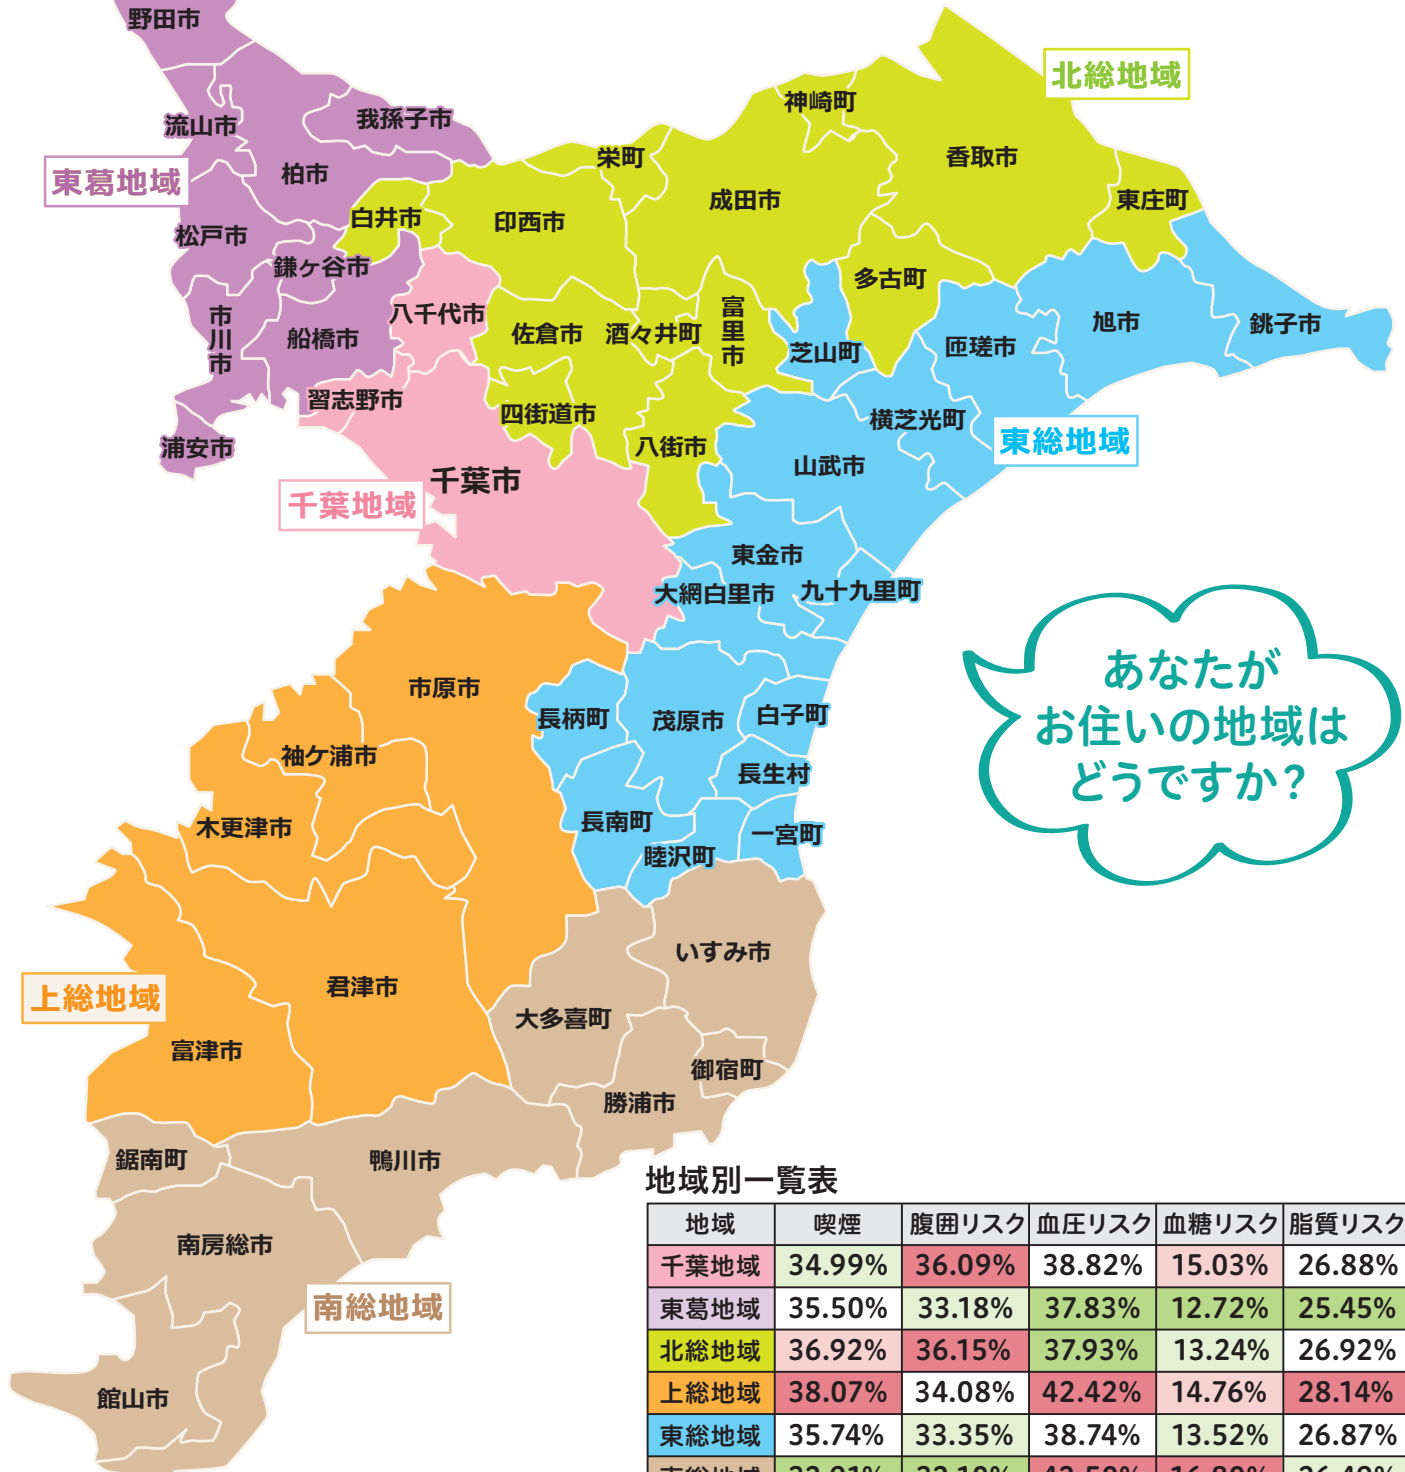 野田市
流山市
我孫子市
柏市
東葛地域
松戸市
鎌ヶ谷市
市川市
船橋市
浦安市
北総地域
神崎町
栄町
香取市
成田市
東庄町
白井市
印西市
多古町
佐倉市
酒々井町
富里市
四街道市
八街市
八千代市
習志野市
千葉市
千葉地域
芝山町
匝瑳市
旭市
銚子市
横芝光町
東総地域
山武市
東金市
大網白里市
九十九里町
長柄町
茂原市
白子町
長生村
長南町
一宮町
睦沢町
市原市
袖ケ浦市
木更津市
上総地域
君津市
富津市
いすみ市
大多喜町
御宿町
勝浦市
鋸南町
鴨川市
南房総市
南総地域
館山市
あなたが
お住いの地域は
どうですか？
地域別一覧表
地域 喫煙 腹囲リスク 血圧リスク 血糖リスク 脂質リスク
千葉地域 34.99% 36.09% 38.82% 15.03% 26.88%
東葛地域 35.50% 33.18% 37.83% 12.72% 25.45%
北総地域 36.92% 36.15% 37.93% 13.24% 26.92%
上総地域 38.07% 34.08% 42.42% 14.76% 28.14%
東総地域 35.74% 33.35% 38.74% 13.52% 26.87%